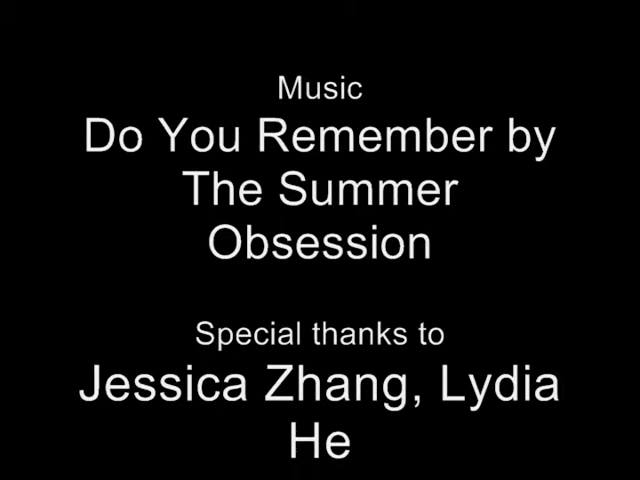 Music
Do You Remember by
The Summer
Obsession
Special thanks to
Jessica Zhang, Lydia
He